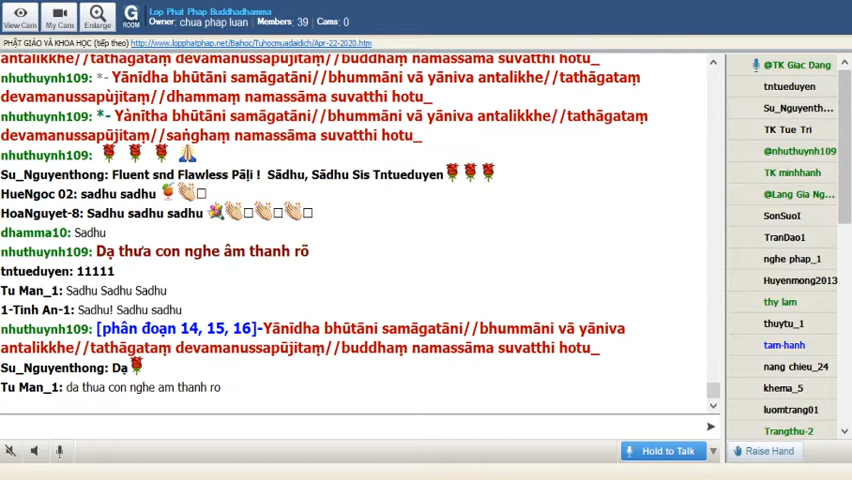 Lop Phat Phap Buddhadhamma
Owner: chua phap luan Members: 39 Cams: 0
View Cam My Cam Enlarge G ROOM
PHẬT GIÁO VÀ KHOA HỌC (tiếp theo) http://www.lopphatphap.net/Baihoc/Tuhocmuadaidich/Apr-22-2020.htm
antalikkhe//tathāgataṃ devamanussapūjitaṃ//buddhaṃ namassāma suvatthi hotu_
nhuthuynh109: *- Yānīdha bhūtāni samāgatāni//bhummāni vā yāniva antalikhe//tathāgataṃ
devamanussapùjitaṃ//dhammaṃ namassāma suvatthi hotu_
nhuthuynh109: *- Yànītha bhūtāni samāgatāni//bhummāni vā yāniva antalikkhe//tathāgataṃ
devamanussapūjitaṃ//saṅghaṃ namassāma suvatthi hotu_
nhuthuynh109: 🌹 🌹 🌹 🙏
Su_Nguyenthong: Fluent snd Flawless Pāḷi ! Sādhu, Sādhu Sis Tntueduyen🌹🌹🌹
HueNgoc 02: sadhu sadhu 🍹👏□
HoaNguyet-8: Sadhu sadhu sadhu 💐👏□👏□👏□
dhamma10: Sadhu
nhuthuynh109: Dạ thưa con nghe âm thanh rõ
tntueduyen: 11111
Tu Man_1: Sadhu Sadhu Sadhu
1-Tinh An-1: Sadhu! Sadhu sadhu
nhuthuynh109: [phân đoạn 14, 15, 16]-Yānīdha bhūtāni samāgatāni//bhummāni vā yāniva
antalikkhe//tathāgataṃ devamanussapūjitaṃ//buddhaṃ namassāma suvatthi hotu_
Su_Nguyenthong: Dạ🌹
Tu Man_1: da thua con nghe am thanh ro
@TK Giac Dang
tntueduyen
Su_Nguyenth...
TK Tue Tri
@nhuthuynh109
TK minhhanh
@Lang Gia Ng...
SonSuoI
TranDao1
nghe phap_1
Huyenmong2013
thy lam
thuytu_1
tam-hanh
nang chieu_24
khema_5
luomtrang01
Trangthu-2
Hold to Talk
Raise Hand